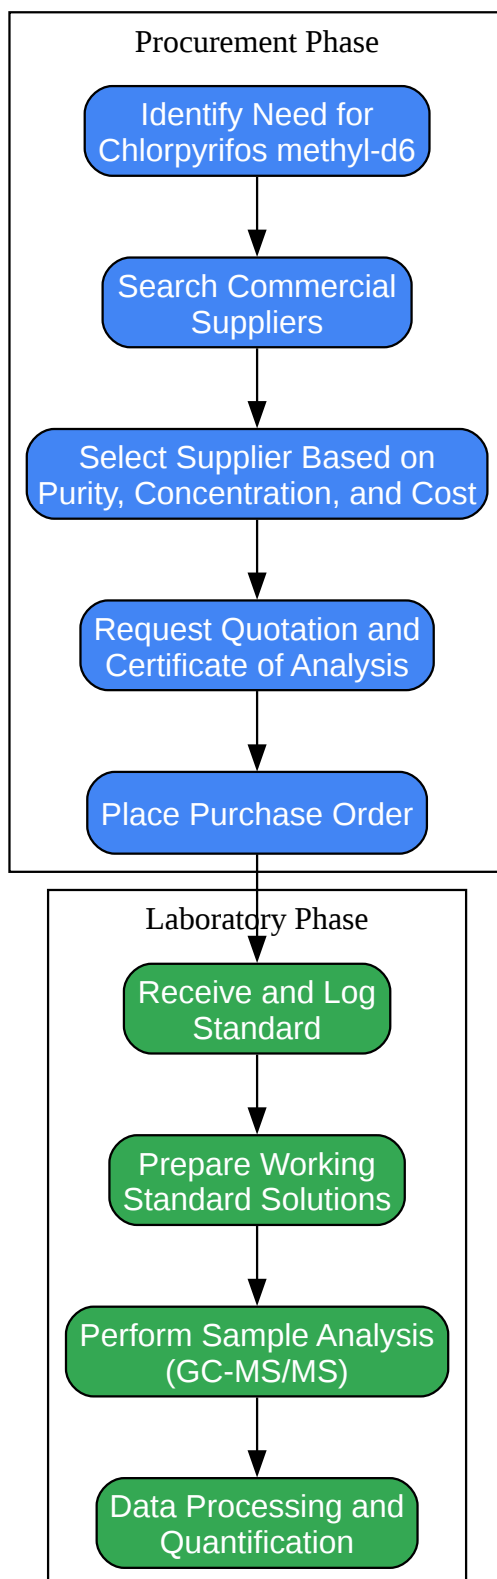 Procurement Phase
Identify Need for
Chlorpyrifos methyl-d6
Search Commercial
Suppliers
Select Supplier Based on
Purity, Concentration, and Cost
Request Quotation and
Certificate of Analysis
Place Purchase Order
Laboratory Phase
Receive and Log
Standard
Prepare Working
Standard Solutions
Perform Sample Analysis
(GC-MS/MS)
Data Processing and
Quantification